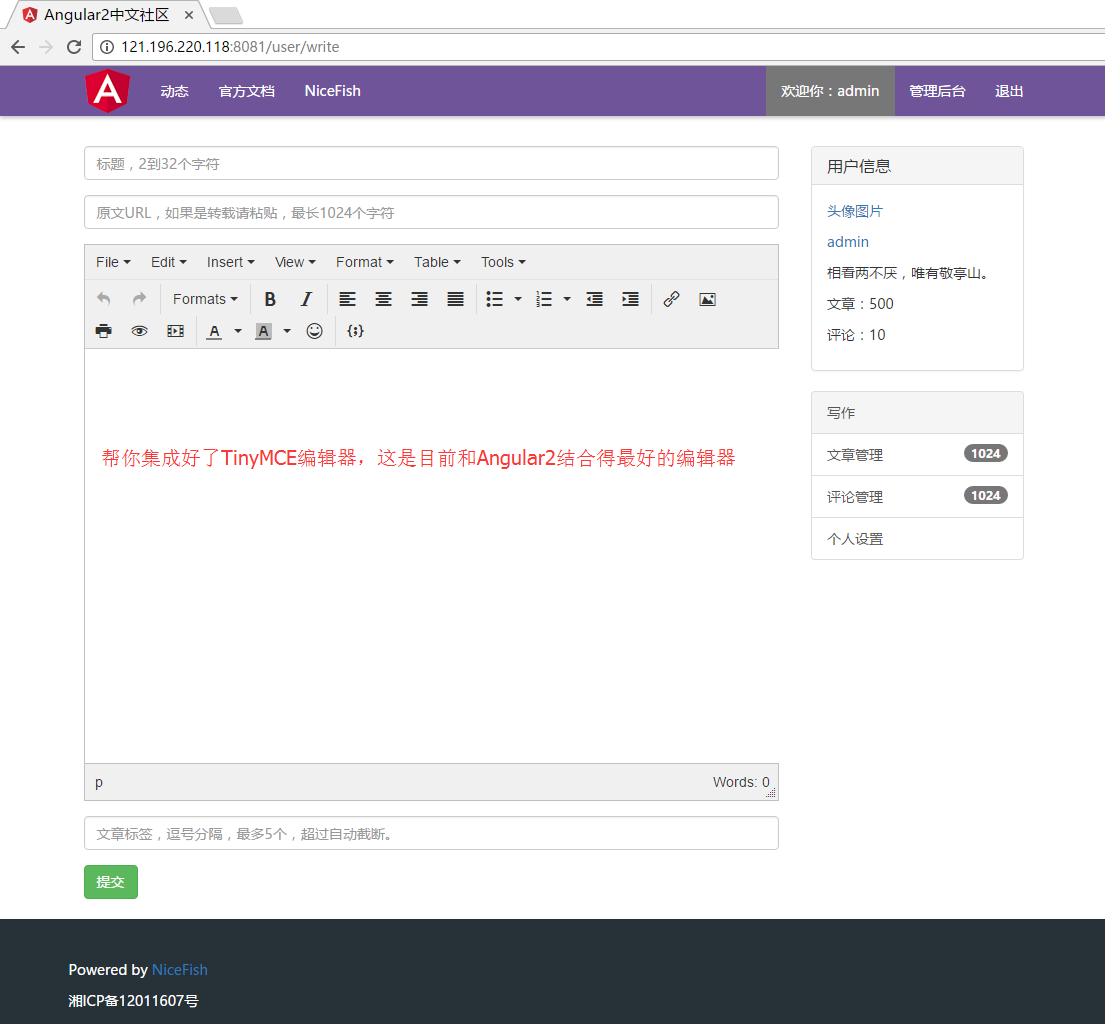 Angular2中文社区
121.196.220.118:8081/user/write
动态 官方文档 NiceFish 欢迎你：admin 管理后台 退出
标题，2到32个字符
原文URL，如果是转载请粘贴，最长1024个字符
File Edit Insert View Format Table Tools
Formats B I
A A {;}
帮你集成好了TinyMCE编辑器，这是目前和Angular2结合得最好的编辑器
p Words: 0
文章标签，逗号分隔，最多5个，超过自动截断。
提交
用户信息
头像图片
admin
相看两不厌，唯有敬亭山。
文章：500
评论：10
写作
文章管理 1024
评论管理 1024
个人设置
Powered by NiceFish
湘ICP备12011607号